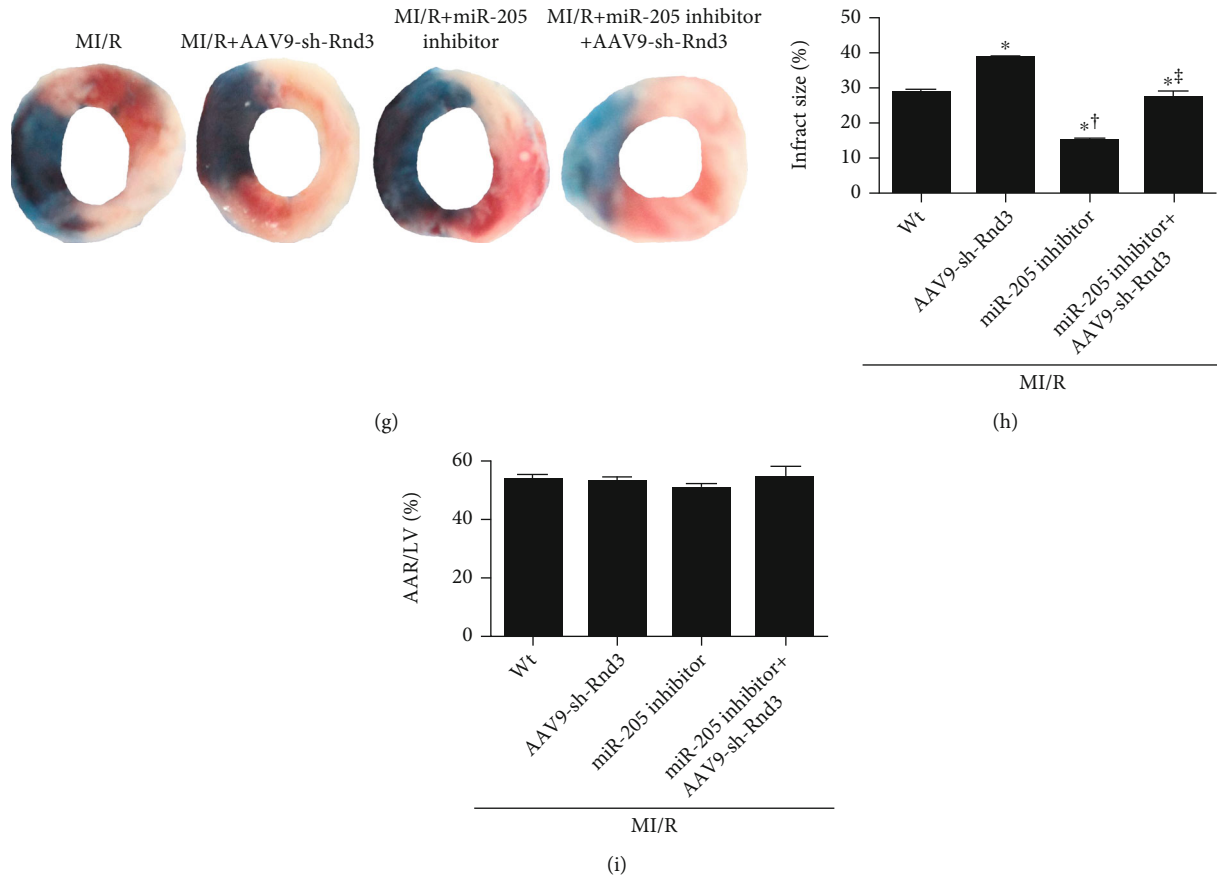 MI/R
MI/R+AAV9-sh-Rnd3
MI/R+miR-205
inhibitor
MI/R+miR-205 inhibitor
+AAV9-sh-Rnd3
(g)
Infract size (%)
50
40
30
20
10
0
*
*†
*‡
Wt
AAV9-sh-Rnd3
miR-205 inhibitor
miR-205 inhibitor+
AAV9-sh-Rnd3
MI/R
(h)
AAR/LV (%)
60
40
20
0
Wt
AAV9-sh-Rnd3
miR-205 inhibitor
miR-205 inhibitor+
AAV9-sh-Rnd3
MI/R
(i)